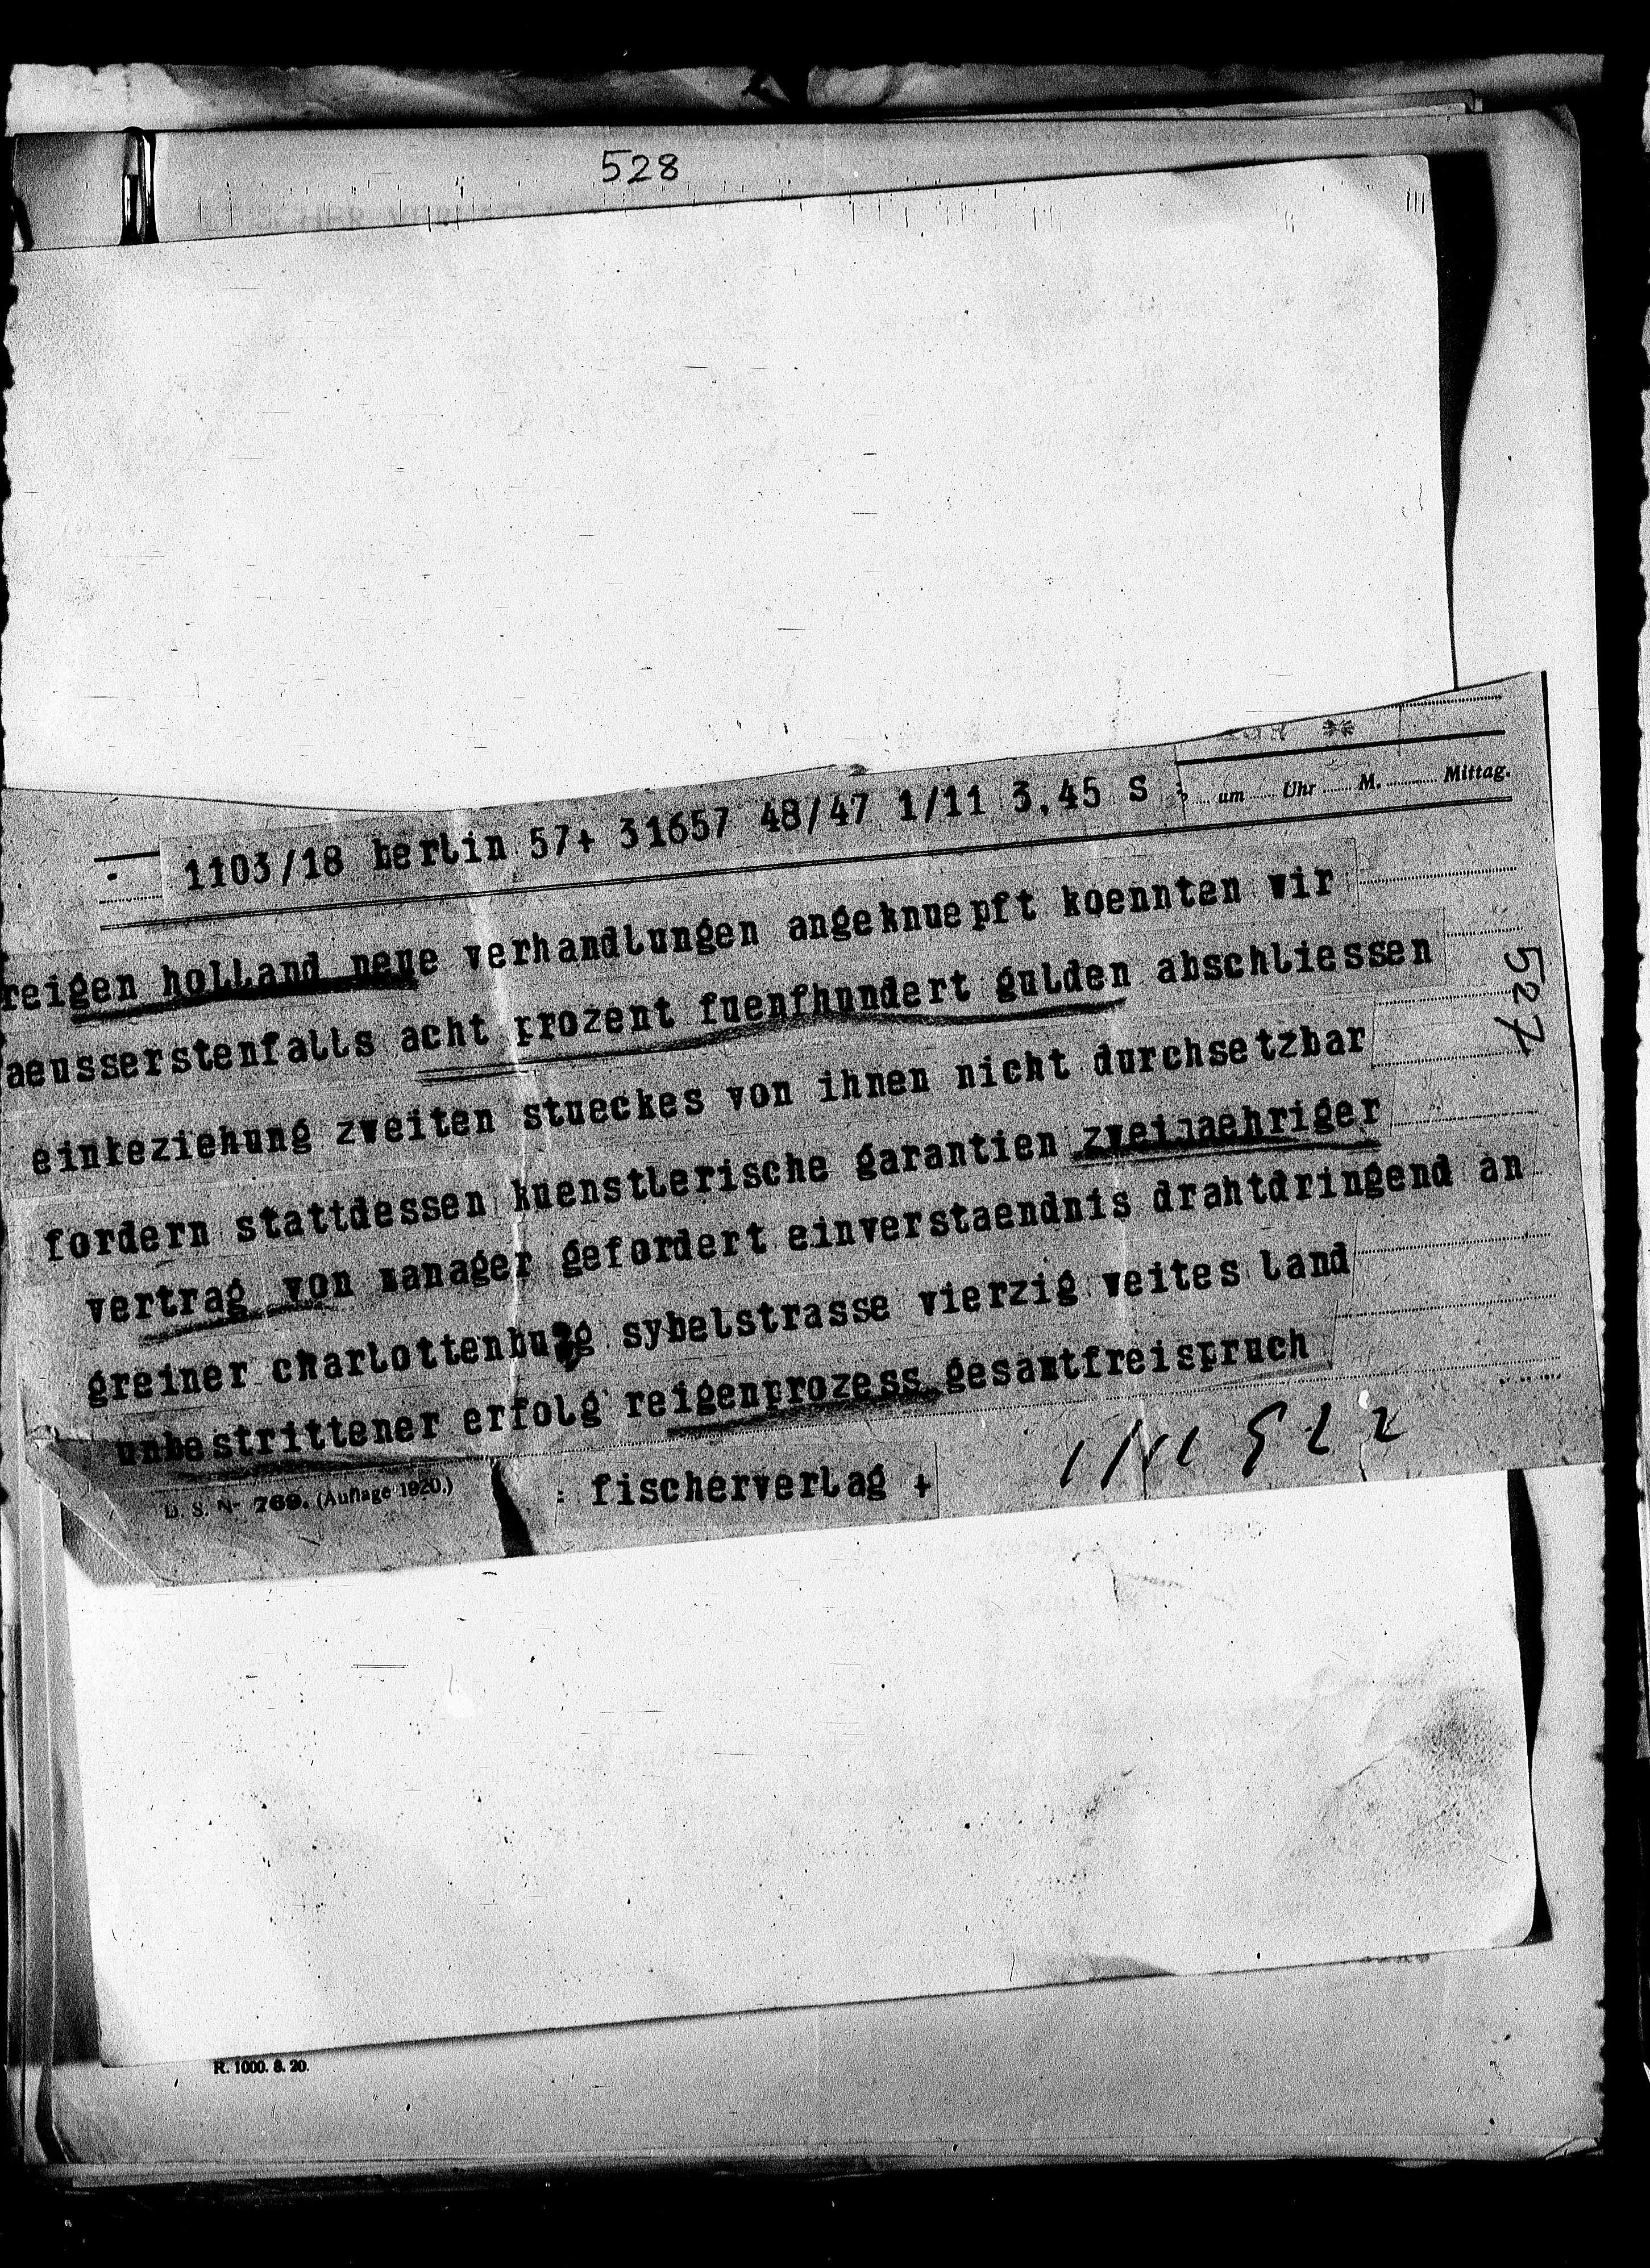 528
1103/18 berlin 57+ 31657 48/47 1/11 3.45 S
um Uhr M. Mittag.
reigen holland neue verhandlungen angeknuepft koennten wir
aeusserstenfalls acht prozent fuenfhundert gulden abschliessen
527
einbeziehung zweiten stueckes von ihnen nicht durchsetzbar
fordern stattdessen kuenstlerische garantien zweijaehriger
vertrag von manager gefordert einverstaendnis drahtdringend an
greiner charlottenburg sybelstrasse vierzig weites land
unbestrittener erfolg reigenprozess gesamtfreispruch
= fischerverlag +
D. S. Nr 769. (Auflage 1920.)
R. 1000. 8. 20.